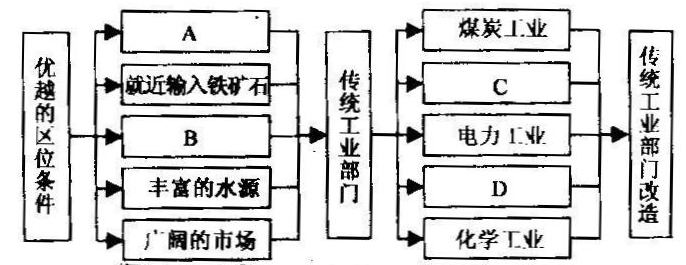 优越的区位条件
A
就近输入铁矿石
B
丰富的水源
广阔的市场
传统工业部门
煤炭工业
C
电力工业
D
化学工业
传统工业部门改造